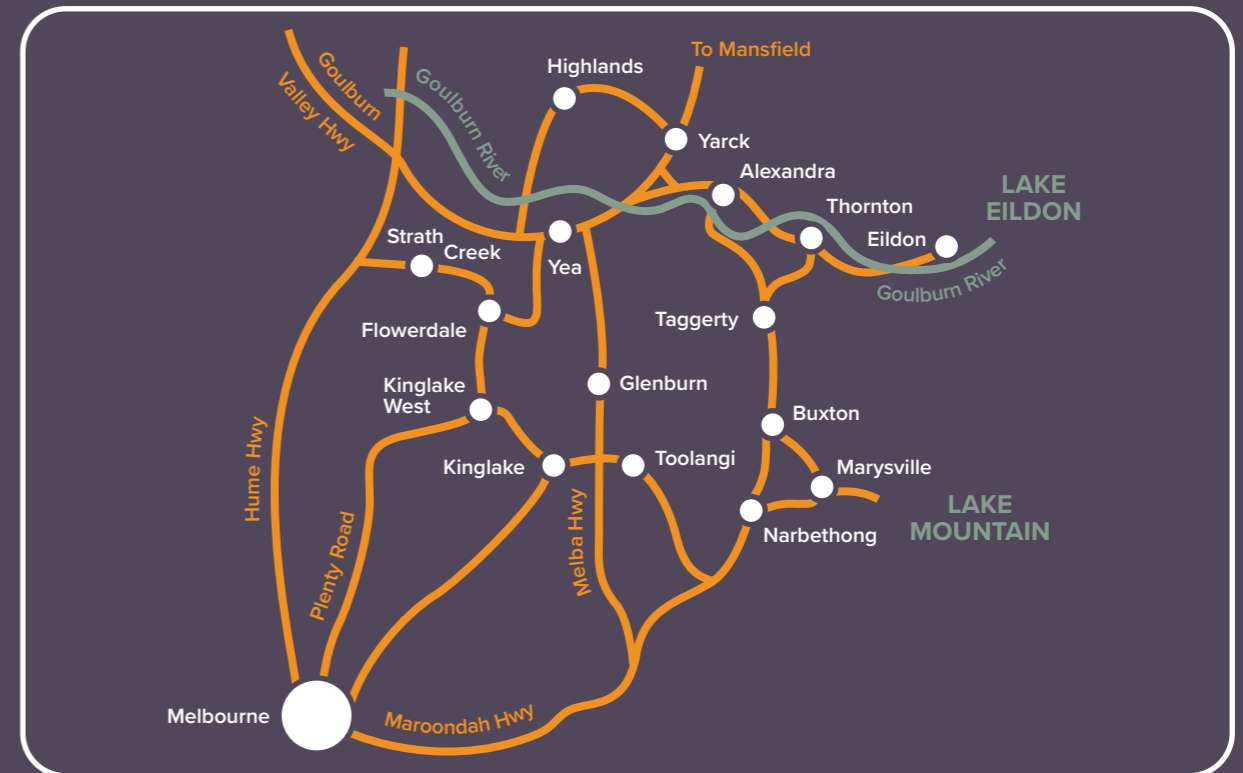 To Mansfield
Highlands
Goulburn
Valley Hwy
Goulburn River
Yarck
Alexandra
LAKE
EILDON
Thornton
Strath
Creek
Eildon
Yea
Goulburn River
Flowerdale
Taggerty
Kinglake
West
Glenburn
Buxton
Hume Hwy
Kinglake
Toolangi
Marysville
LAKE
MOUNTAIN
Narbethong
Plenty Road
Melba Hwy
Melbourne
Maroondah Hwy